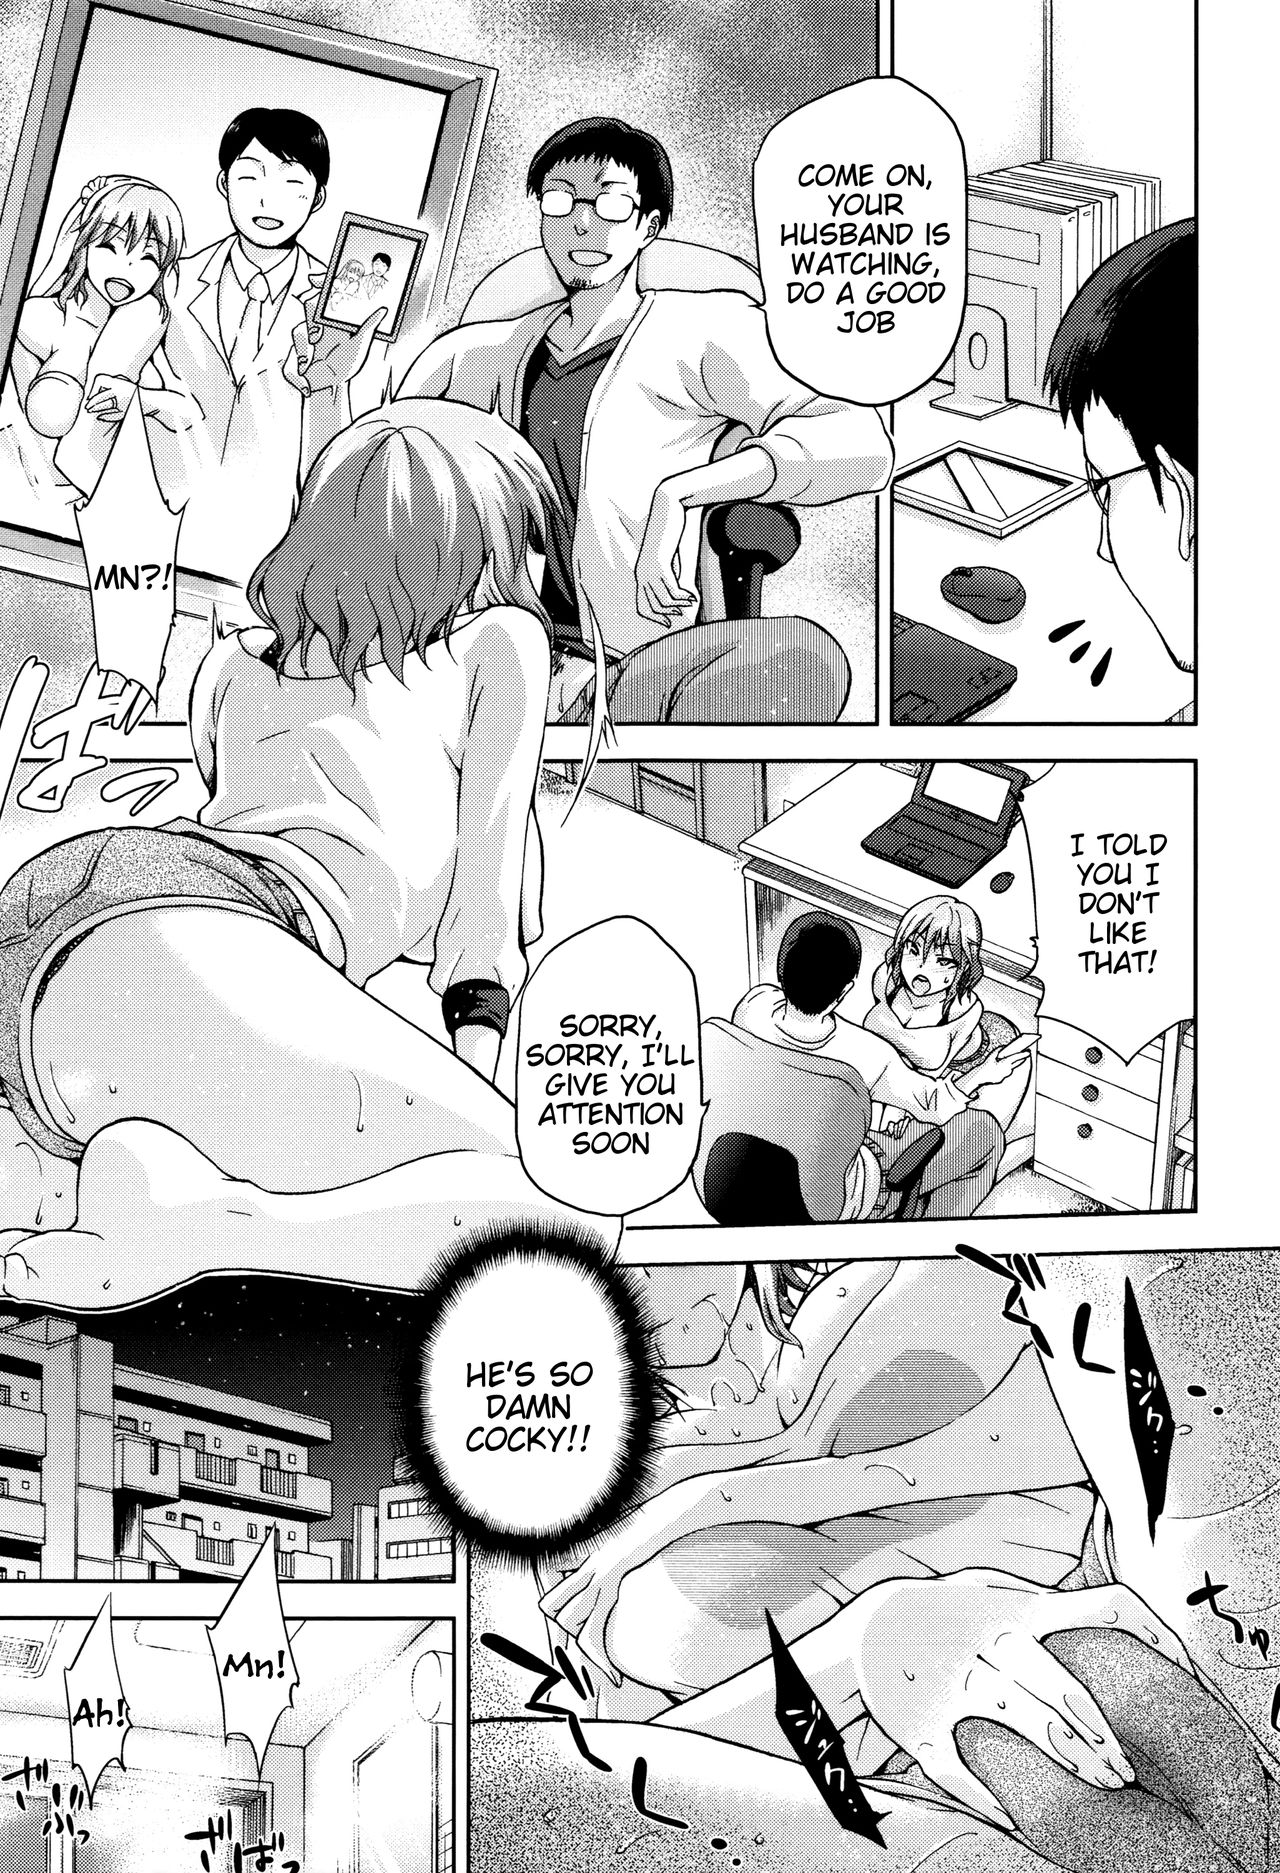 COME ON,
YOUR
HUSBAND IS
WATCHING,
DO A GOOD
JOB
MN?!
I TOLD
YOU I
DON'T
LIKE
THAT!
SORRY,
SORRY, I'LL
GIVE YOU
ATTENTION
SOON
HE'S SO
DAMN
COCKY!!
Mn!
Ah!